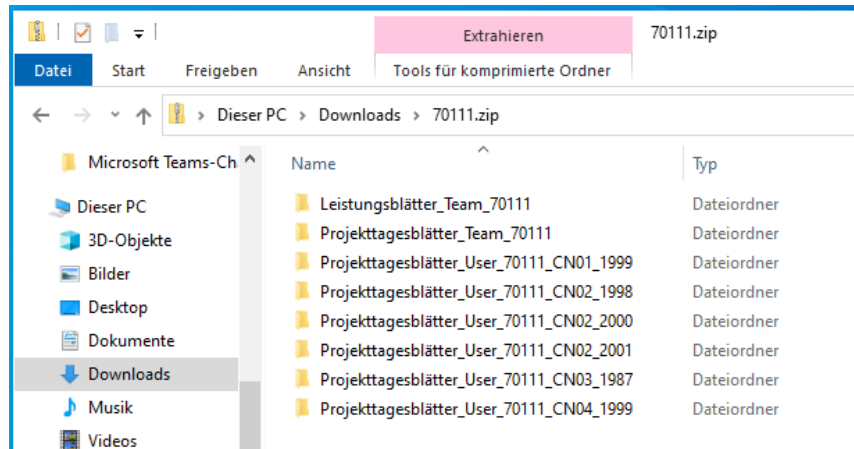 Extrahieren 70111.zip
Datei Start Freigeben Ansicht Tools für komprimierte Ordner
Dieser PC > Downloads > 70111.zip
Microsoft Teams-Ch
Name Typ
Dieser PC
Leistungsblätter_Team_70111 Dateiordner
3D-Objekte
Projekttagesblätter_Team_70111 Dateiordner
Bilder
Projekttagesblätter_User_70111_CN01_1999 Dateiordner
Projekttagesblätter_User_70111_CN02_1998 Dateiordner
Desktop
Projekttagesblätter_User_70111_CN02_2000 Dateiordner
Dokumente
Projekttagesblätter_User_70111_CN02_2001 Dateiordner
Downloads
Projekttagesblätter_User_70111_CN03_1987 Dateiordner
Musik
Projekttagesblätter_User_70111_CN04_1999 Dateiordner
Videos